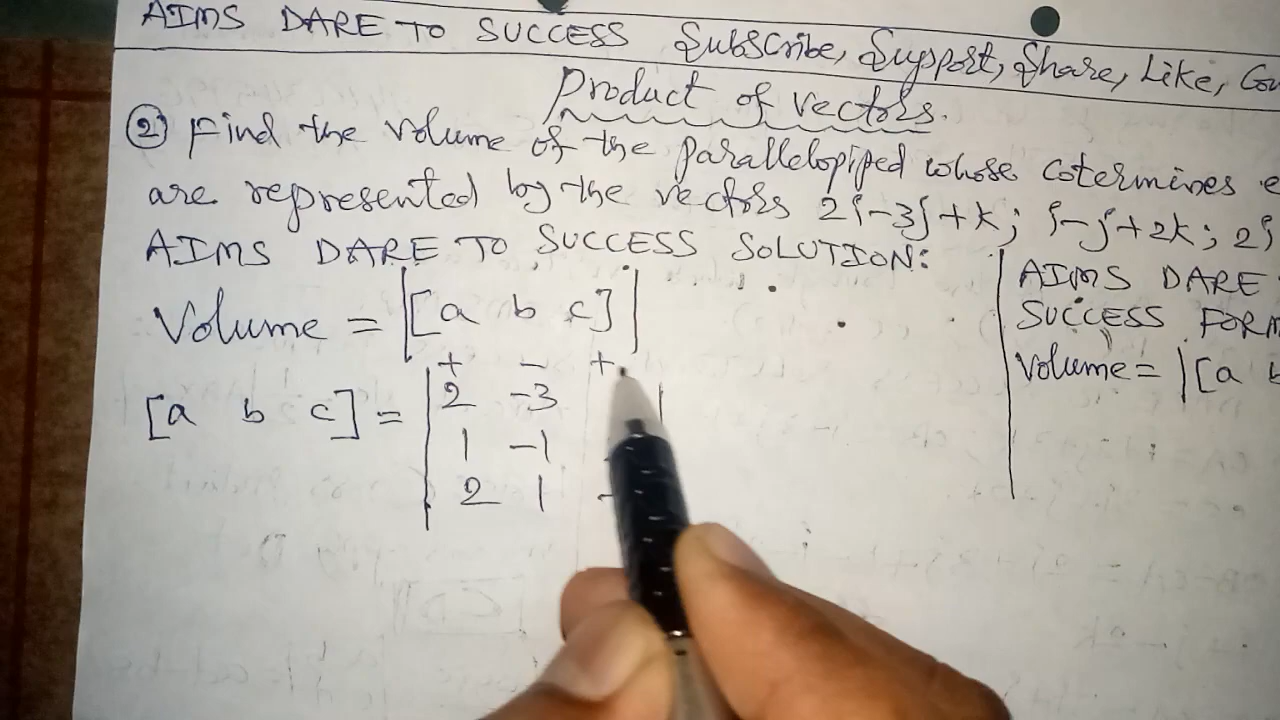 AIMS DARE TO SUCCESS Subscribe, Support, Share, Like,
Product of vectors.
② Find the volume of the parallelopiped whose cotermines
are represented by the vectors 2i-3j+k; i-j+2k; 2i
AIMS DARE TO SUCCESS SOLUTION:
Volume = |[a b c]|
+ - +
[a b c] = | 2 -3 |
1 -1
2 1 -
AIMS DARE
SUCCESS
Volume = |[a